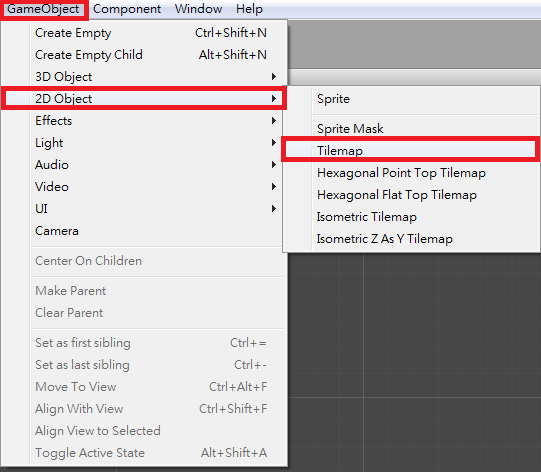 GameObject Component Window Help
Create Empty Ctrl+Shift+N
Create Empty Child Alt+Shift+N
3D Object
2D Object
Effects
Light
Audio
Video
UI
Camera
Center On Children
Make Parent
Clear Parent
Set as first sibling Ctrl+=
Set as last sibling Ctrl+-
Move To View Ctrl+Alt+F
Align With View Ctrl+Shift+F
Align View to Selected
Toggle Active State Alt+Shift+A
Sprite
Sprite Mask
Tilemap
Hexagonal Point Top Tilemap
Hexagonal Flat Top Tilemap
Isometric Tilemap
Isometric Z As Y Tilemap